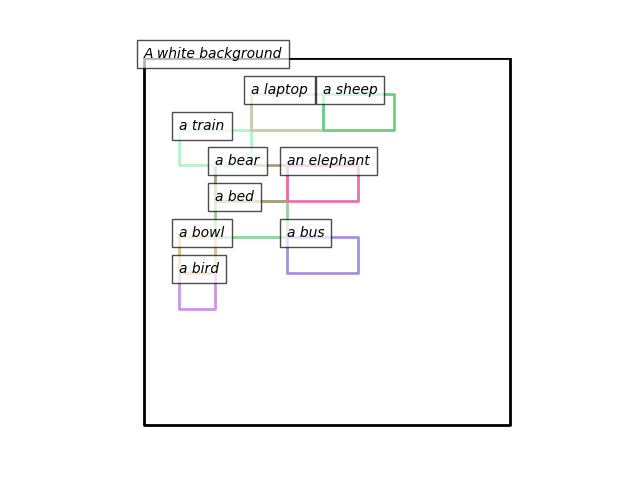 A white background
a laptop
a sheep
a train
a bear
an elephant
a bed
a bowl
a bus
a bird